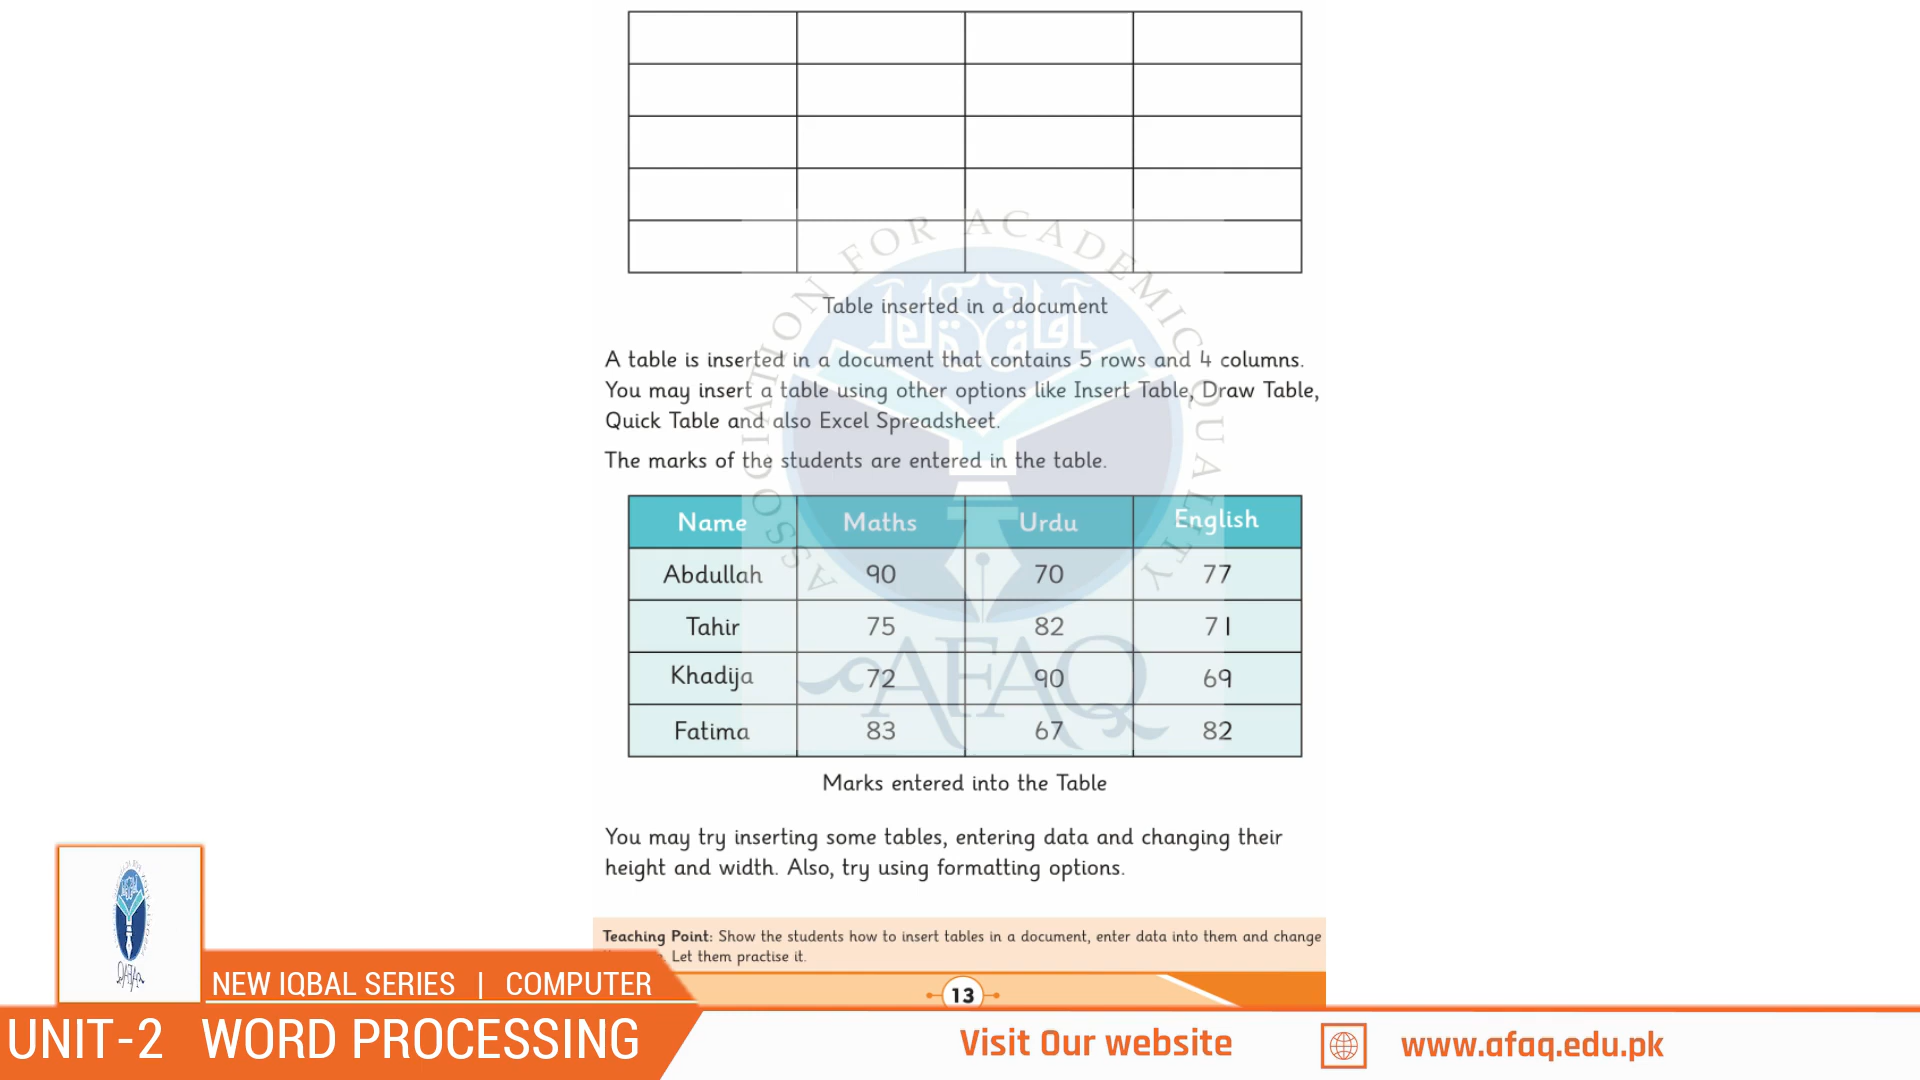 Table inserted in a document
A table is inserted in a document that contains 5 rows and 4 columns.
You may insert a table using other options like Insert Table, Draw Table,
Quick Table and also Excel Spreadsheet.
The marks of the students are entered in the table.
Name Maths Urdu English
Abdullah 90 70 77
Tahir 75 82 71
Khadija 72 90 69
Fatima 83 67 82
Marks entered into the Table
You may try inserting some tables, entering data and changing their
height and width. Also, try using formatting options.
Teaching Point: Show the students how to insert tables in a document, enter data into them and change
Let them practise it.
13
ASSOCIATION FOR ACADEMIC QUALITY
AFAQ
NEW IQBAL SERIES | COMPUTER
UNIT-2 WORD PROCESSING
Visit Our website
www.afaq.edu.pk